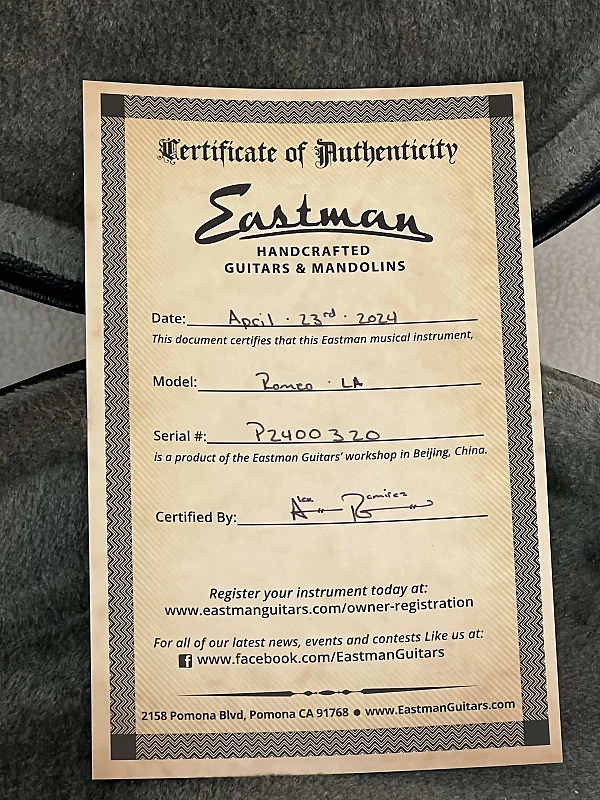 Certificate of Authenticity
Eastman
HANDCRAFTED
GUITARS & MANDOLINS
Date: April · 23rd · 2024
This document certifies that this Eastman musical instrument,
Model: Romeo · LA
Serial #: P2400320
is a product of the Eastman Guitars' workshop in Beijing, China.
Certified By: Alex Ramirez
Register your instrument today at:
www.eastmanguitars.com/owner-registration
For all of our latest news, events and contests Like us at:
f www.facebook.com/EastmanGuitars
2158 Pomona Blvd, Pomona CA 91768 ● www.EastmanGuitars.com